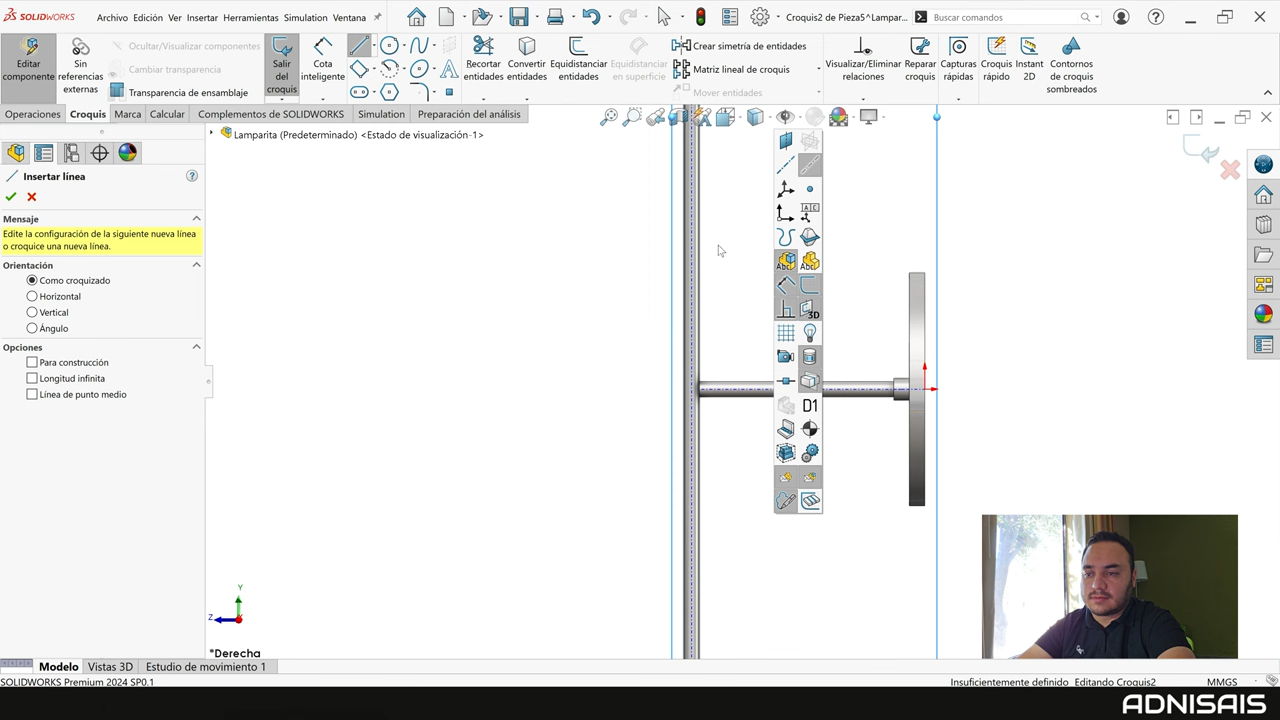 SOLIDWORKS Archivo Edición Ver Insertar Herramientas Simulation Ventana Croquis2 de Pieza5^Lampar... Buscar comandos
Editar componente
Sin referencias externas
Ocultar/Visualizar componentes
Cambiar transparencia
Transparencia de ensamblaje
Salir del croquis
Cota inteligente
Recortar entidades
Convertir entidades
Equidistanciar entidades
Equidistanciar en superficie
Crear simetría de entidades
Matriz lineal de croquis
Mover entidades
Visualizar/Eliminar relaciones
Reparar croquis
Capturas rápidas
Croquis rápido
Instant 2D
Contornos de croquis sombreados
Operaciones Croquis Marca Calcular Complementos de SOLIDWORKS Simulation Preparación del análisis
Lamparita (Predeterminado) <Estado de visualización-1>
Insertar línea
Mensaje
Edite la configuración de la siguiente nueva línea
o croquice una nueva línea.
Orientación
Como croquizado
Horizontal
Vertical
Ángulo
Opciones
Para construcción
Longitud infinita
Línea de punto medio
Abc Abc
3D
D1
Y
Z
*Derecha
Modelo Vistas 3D Estudio de movimiento 1
SOLIDWORKS Premium 2024 SP0.1 Insuficientemente definido Editando Croquis2 MMGS
ADNISAIS